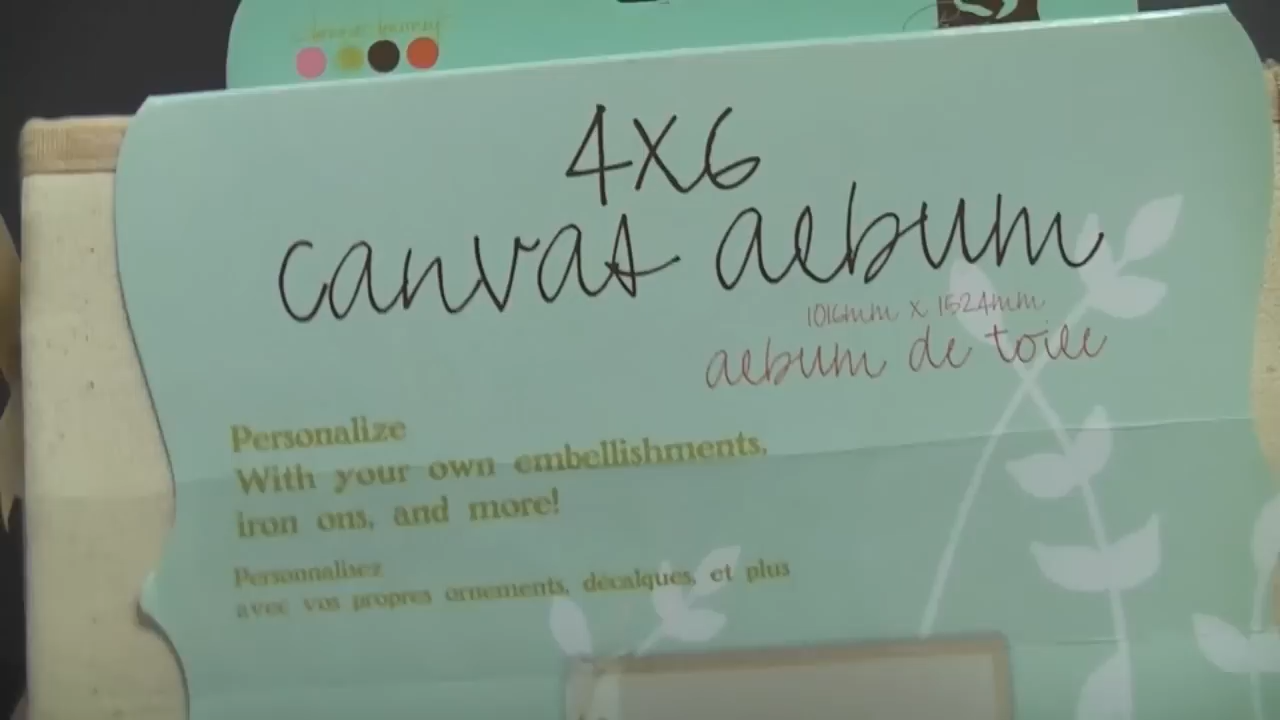 4x6
canvas album
1016mm x 1524mm
album de toile
Personalize
With your own embellishments,
iron ons, and more!
Personnalisez
avec vos propres ornements, décalques, et plus